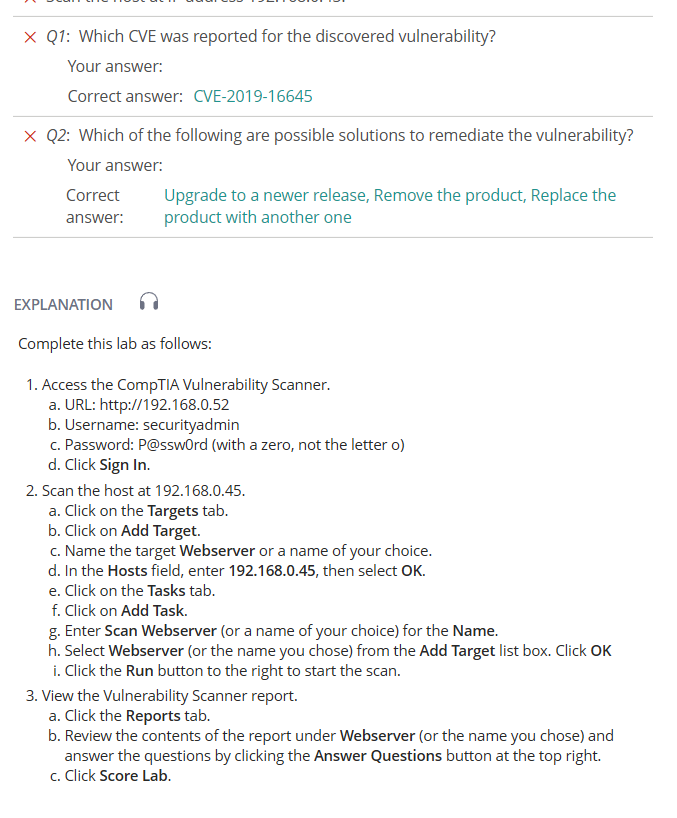 Scan the host at IP address 192.168.0.45.
× Q1: Which CVE was reported for the discovered vulnerability?
Your answer:
Correct answer: CVE-2019-16645
× Q2: Which of the following are possible solutions to remediate the vulnerability?
Your answer:
Correct answer: Upgrade to a newer release, Remove the product, Replace the product with another one
EXPLANATION
Complete this lab as follows:
1. Access the CompTIA Vulnerability Scanner.
a. URL: http://192.168.0.52
b. Username: securityadmin
c. Password: P@ssw0rd (with a zero, not the letter o)
d. Click Sign In.
2. Scan the host at 192.168.0.45.
a. Click on the Targets tab.
b. Click on Add Target.
c. Name the target Webserver or a name of your choice.
d. In the Hosts field, enter 192.168.0.45, then select OK.
e. Click on the Tasks tab.
f. Click on Add Task.
g. Enter Scan Webserver (or a name of your choice) for the Name.
h. Select Webserver (or the name you chose) from the Add Target list box. Click OK
i. Click the Run button to the right to start the scan.
3. View the Vulnerability Scanner report.
a. Click the Reports tab.
b. Review the contents of the report under Webserver (or the name you chose) and
answer the questions by clicking the Answer Questions button at the top right.
c. Click Score Lab.